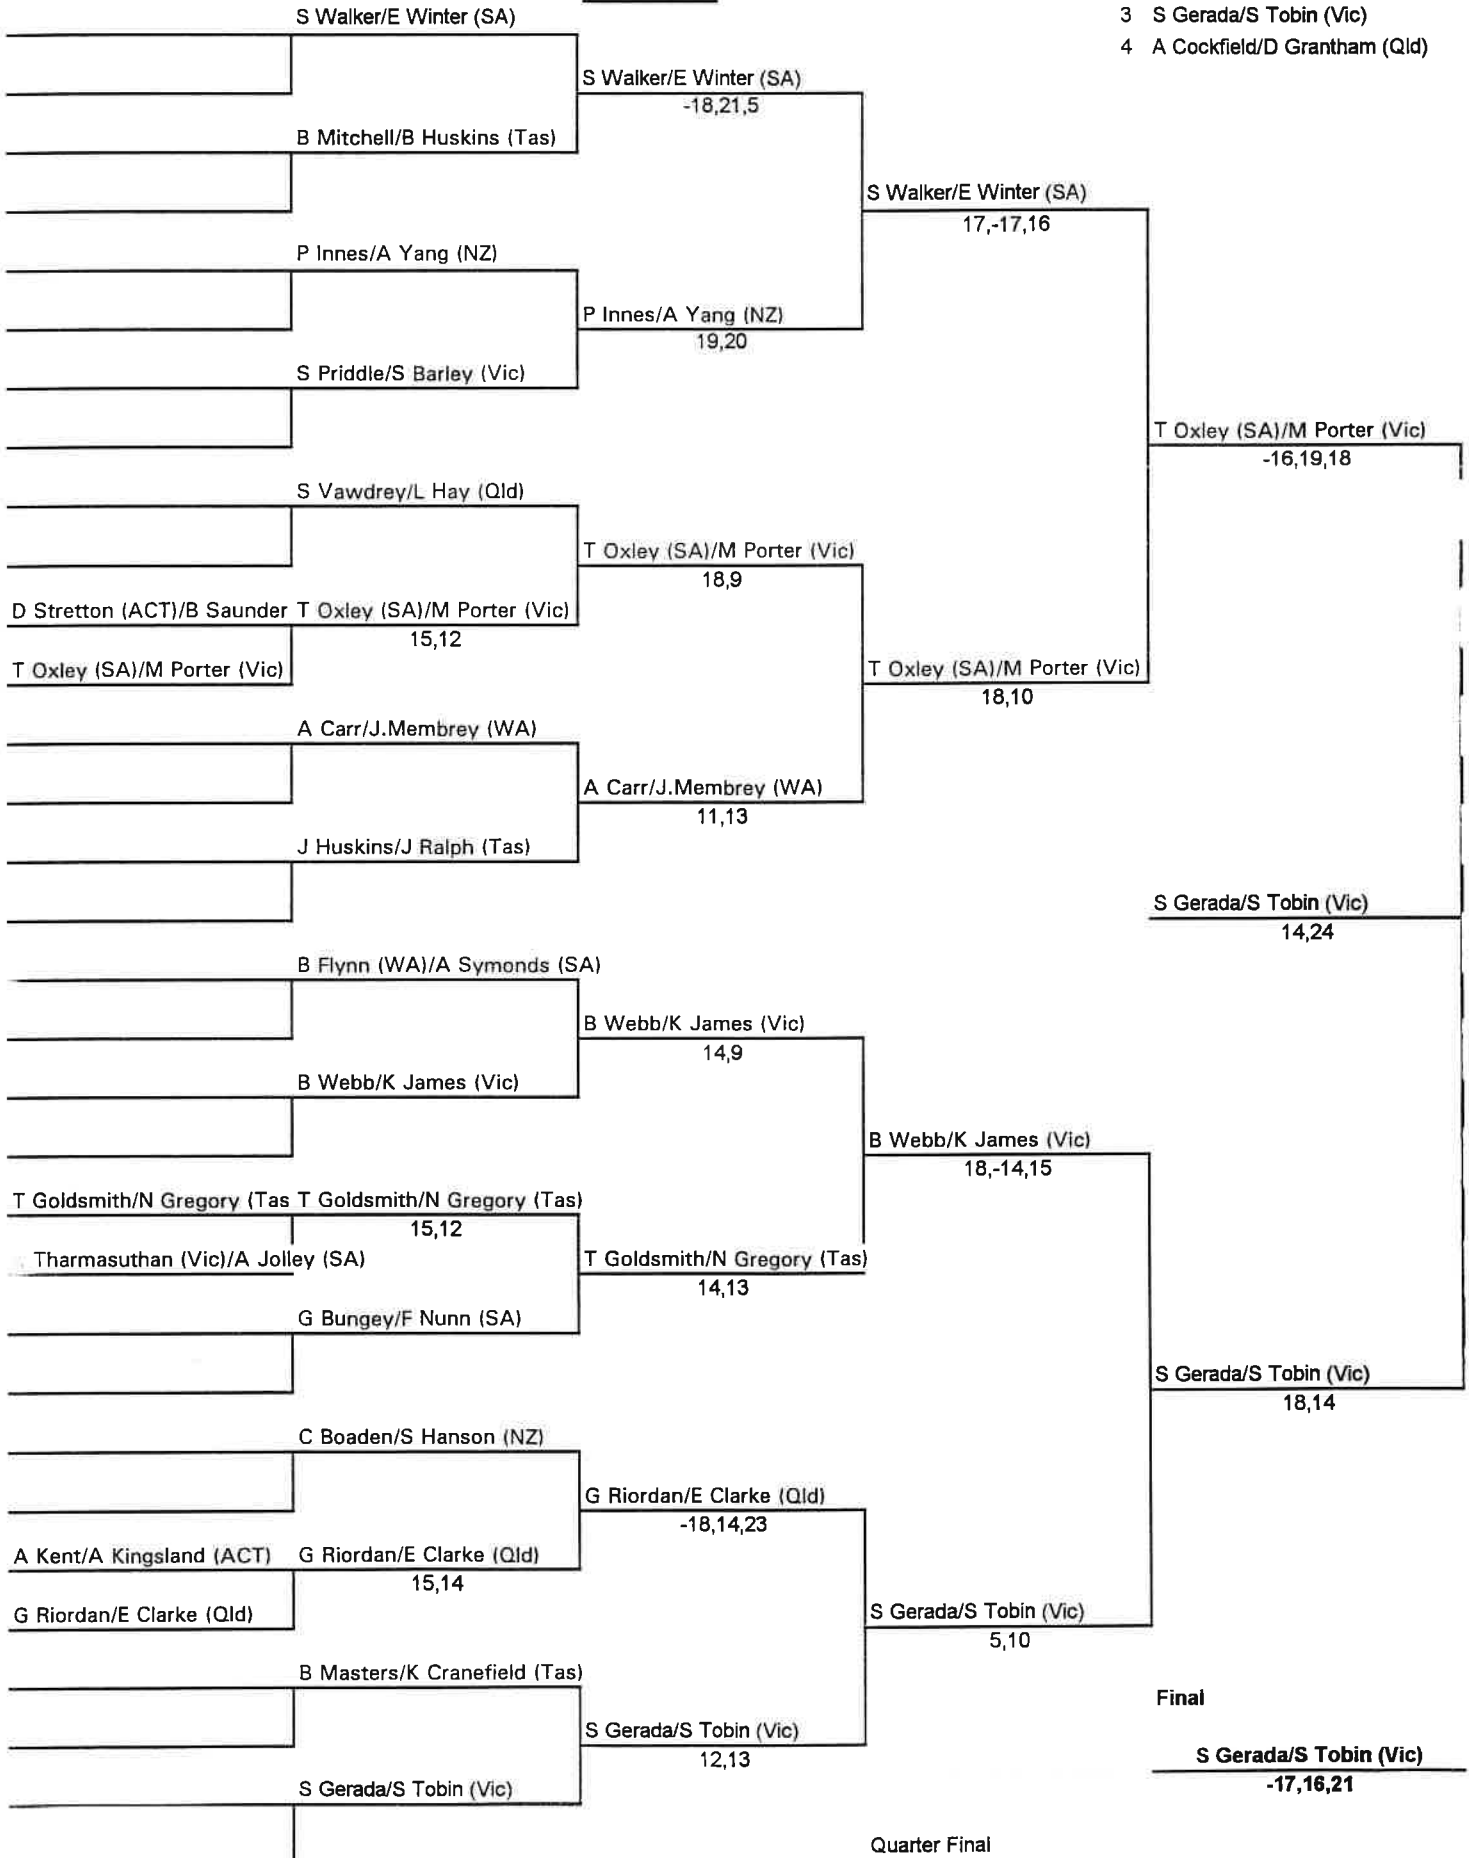 S Walker/E Winter (SA)
3 S Gerada/S Tobin (Vic)
4 A Cockfield/D Grantham (Qld)
S Walker/E Winter (SA)
-18,21,5
B Mitchell/B Huskins (Tas)
S Walker/E Winter (SA)
17,-17,16
P Innes/A Yang (NZ)
P Innes/A Yang (NZ)
19,20
S Priddle/S Barley (Vic)
T Oxley (SA)/M Porter (Vic)
-16,19,18
S Vawdrey/L Hay (Qld)
T Oxley (SA)/M Porter (Vic)
18,9
D Stretton (ACT)/B Saunder T Oxley (SA)/M Porter (Vic)
15,12
T Oxley (SA)/M Porter (Vic)
T Oxley (SA)/M Porter (Vic)
18,10
A Carr/J.Membrey (WA)
A Carr/J.Membrey (WA)
11,13
J Huskins/J Ralph (Tas)
S Gerada/S Tobin (Vic)
14,24
B Flynn (WA)/A Symonds (SA)
B Webb/K James (Vic)
14,9
B Webb/K James (Vic)
B Webb/K James (Vic)
18,-14,15
T Goldsmith/N Gregory (Tas T Goldsmith/N Gregory (Tas)
15,12
Tharmasuthan (Vic)/A Jolley (SA)
T Goldsmith/N Gregory (Tas)
14,13
G Bungey/F Nunn (SA)
S Gerada/S Tobin (Vic)
18,14
C Boaden/S Hanson (NZ)
G Riordan/E Clarke (Qld)
-18,14,23
A Kent/A Kingsland (ACT) G Riordan/E Clarke (Qld)
15,14
G Riordan/E Clarke (Qld)
S Gerada/S Tobin (Vic)
5,10
B Masters/K Cranefield (Tas)
Final
S Gerada/S Tobin (Vic)
12,13
S Gerada/S Tobin (Vic)
-17,16,21
S Gerada/S Tobin (Vic)
Quarter Final